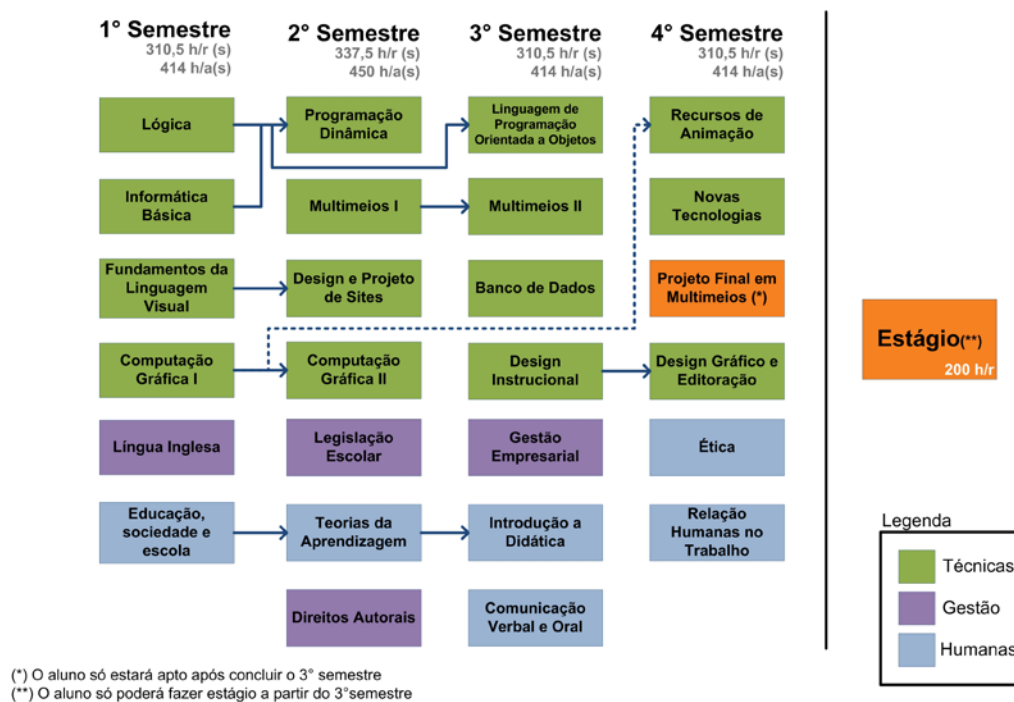 1° Semestre
310,5 h/r (s)
414 h/a(s)
2° Semestre
337,5 h/r (s)
450 h/a(s)
3° Semestre
310,5 h/r (s)
414 h/a(s)
4° Semestre
310,5 h/r (s)
414 h/a(s)
Lógica
Programação
Dinâmica
Linguagem de
Programação
Orientada a Objetos
Recursos de
Animação
Informática
Básica
Multimeios I
Multimeios II
Novas
Tecnologias
Fundamentos da
Linguagem
Visual
Design e Projeto
de Sites
Banco de Dados
Projeto Final em
Multimeios (*)
Computação
Gráfica I
Computação
Gráfica II
Design
Instrucional
Design Gráfico e
Editoração
Língua Inglesa
Legislação
Escolar
Gestão
Empresarial
Ética
Educação,
sociedade e
escola
Teorias da
Aprendizagem
Introdução a
Didática
Relação
Humanas no
Trabalho
Direitos Autorais
Comunicação
Verbal e Oral
Estágio(**)
200 h/r
Legenda
Técnicas
Gestão
Humanas
(*) O aluno só estará apto após concluir o 3° semestre
(**) O aluno só poderá fazer estágio a partir do 3°semestre